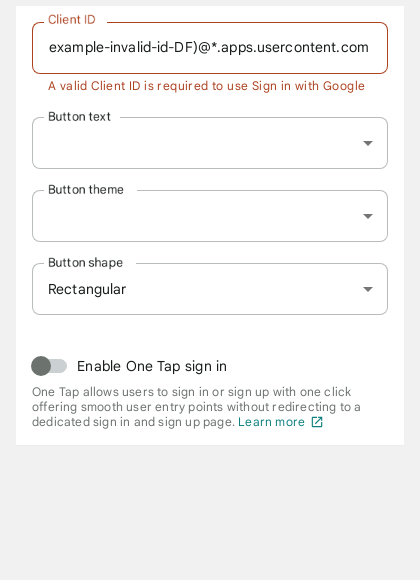 Client ID
example-invalid-id-DF)@*.apps.usercontent.com
A valid Client ID is required to use Sign in with Google
Button text
Button theme
Button shape
Rectangular
Enable One Tap sign in
One Tap allows users to sign in or sign up with one click
offering smooth user entry points without redirecting to a
dedicated sign in and sign up page. Learn more